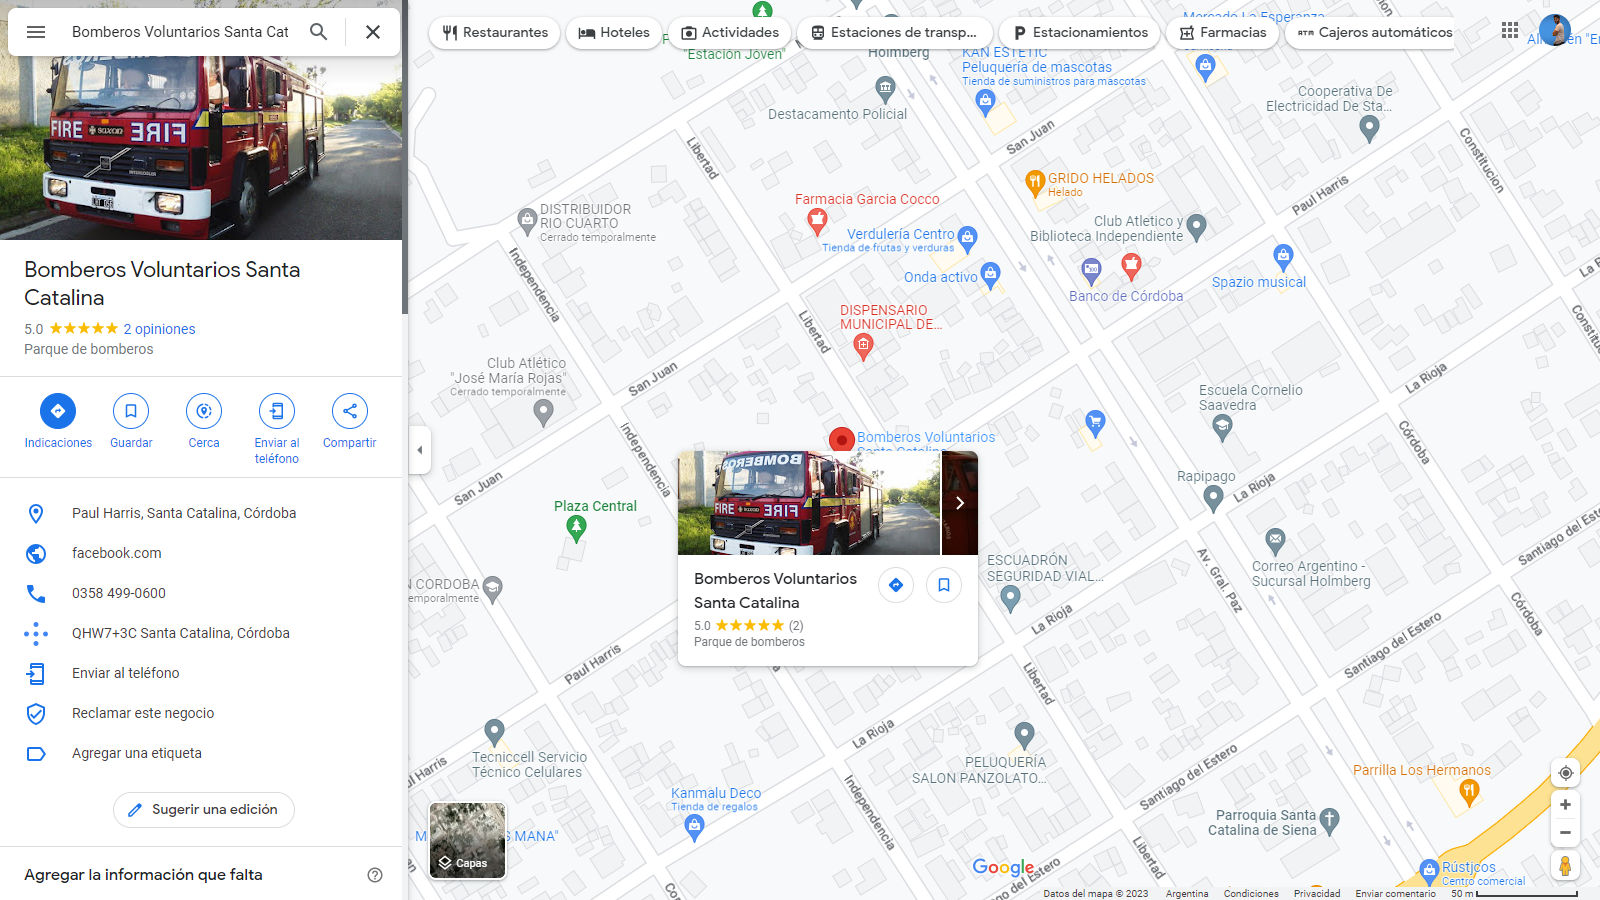 Bomberos Voluntarios Santa Cat
FIRE SAXON FIRE
Bomberos Voluntarios Santa
Catalina
5.0 2 opiniones
Parque de bomberos
Indicaciones
Guardar
Cerca
Enviar al
teléfono
Compartir
Paul Harris, Santa Catalina, Córdoba
facebook.com
0358 499-0600
QHW7+3C Santa Catalina, Córdoba
Enviar al teléfono
Reclamar este negocio
Agregar una etiqueta
Sugerir una edición
Agregar la información que falta
Restaurantes
Hoteles
Actividades
Estaciones de transp...
Estacionamientos
Farmacias
Cajeros automáticos
Mercado La Esperanza
"Estacion Joven"
Holmberg
KAN ESTETIC
Peluquería de mascotas
Tienda de suministros para mascotas
Destacamento Policial
Cooperativa De
Electricidad De Sta...
San Juan
Libertad
Constitucion
GRIDO HELADOS
Helado
Paul Harris
Farmacia Garcia Cocco
DISTRIBUIDOR
RIO CUARTO
Cerrado temporalmente
Verdulería Centro
Tienda de frutas y verduras
Club Atletico y
Biblioteca Independiente
Onda activo
Banco de Córdoba
Spazio musical
Independencia
DISPENSARIO
MUNICIPAL DE...
Libertad
Club Atlético
"José María Rojas"
Cerrado temporalmente
San Juan
La Rioja
Escuela Cornelio
Saavedra
Bomberos Voluntarios
Santa Catalina
Independencia
Córdoba
San Juan
Rapipago
La Rioja
Plaza Central
BOMBEROS
FIRE SAXON FIRE
Bomberos Voluntarios
Santa Catalina
5.0 (2)
Parque de bomberos
ESCUADRÓN
SEGURIDAD VIAL...
Correo Argentino -
Sucursal Holmberg
Santiago del Estero
Av. Gral. Paz
N CORDOBA
emporalmente
La Rioja
Córdoba
Paul Harris
Santiago del Estero
Libertad
La Rioja
Tecniccell Servicio
Técnico Celulares
PELUQUERÍA
SALON PANZOLATO...
Santiago del Estero
Parrilla Los Hermanos
Kanmalu Deco
Tienda de regalos
Independencia
Parroquia Santa
Catalina de Siena
Libertad
S MANA"
Capas
Google
Rústicos
Centro comercial
Datos del mapa © 2023 Argentina Condiciones Privacidad Enviar comentario 50 m